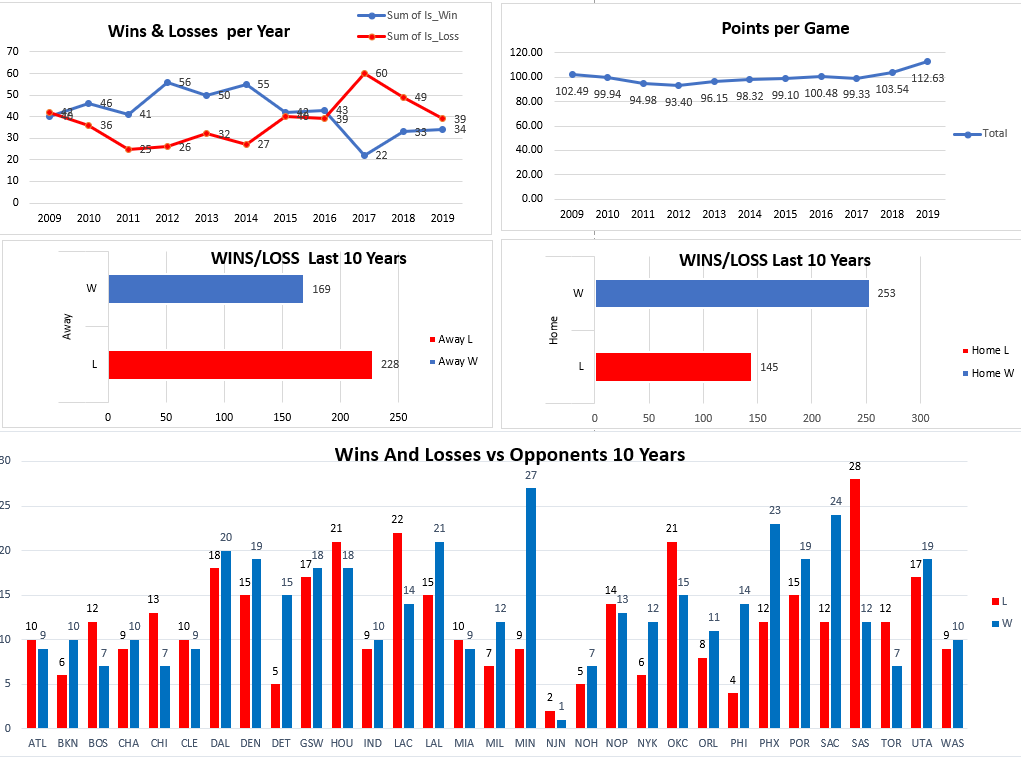 Wins & Losses per Year
Sum of Is_Win
Sum of Is_Loss
70
60
50
40
30
20
10
0
42 46 56 50 55 42 43 60 49 39
40 36 41 25 26 32 27 40 39 22 33 34
2009 2010 2011 2012 2013 2014 2015 2016 2017 2018 2019
Points per Game
120.00
100.00
80.00
60.00
40.00
20.00
0.00
102.49 99.94 94.98 93.40 96.15 98.32 99.10 100.48 99.33 103.54 112.63
Total
2009 2010 2011 2012 2013 2014 2015 2016 2017 2018 2019
WINS/LOSS Last 10 Years
Away
W
169
L
228
Away L
Away W
0 50 100 150 200 250
WINS/LOSS Last 10 Years
Home
W
253
L
145
Home L
Home W
0 50 100 150 200 250 300
Wins And Losses vs Opponents 10 Years
30
25
20
15
10
5
0
10 9 6 10 12 7 9 10 13 7 10 9 18 20 15 19 5 15 17 18 21 18 9 10 22 14 15 21 10 9 7 12 9 27 2 1 5 7 14 13 6 12 21 15 8 11 4 14 12 23 15 19 12 24 28 12 12 7 17 19 9 10
L
W
ATL BKN BOS CHA CHI CLE DAL DEN DET GSW HOU IND LAC LAL MIA MIL MIN NJN NOH NOP NYK OKC ORL PHI PHX POR SAC SAS TOR UTA WAS